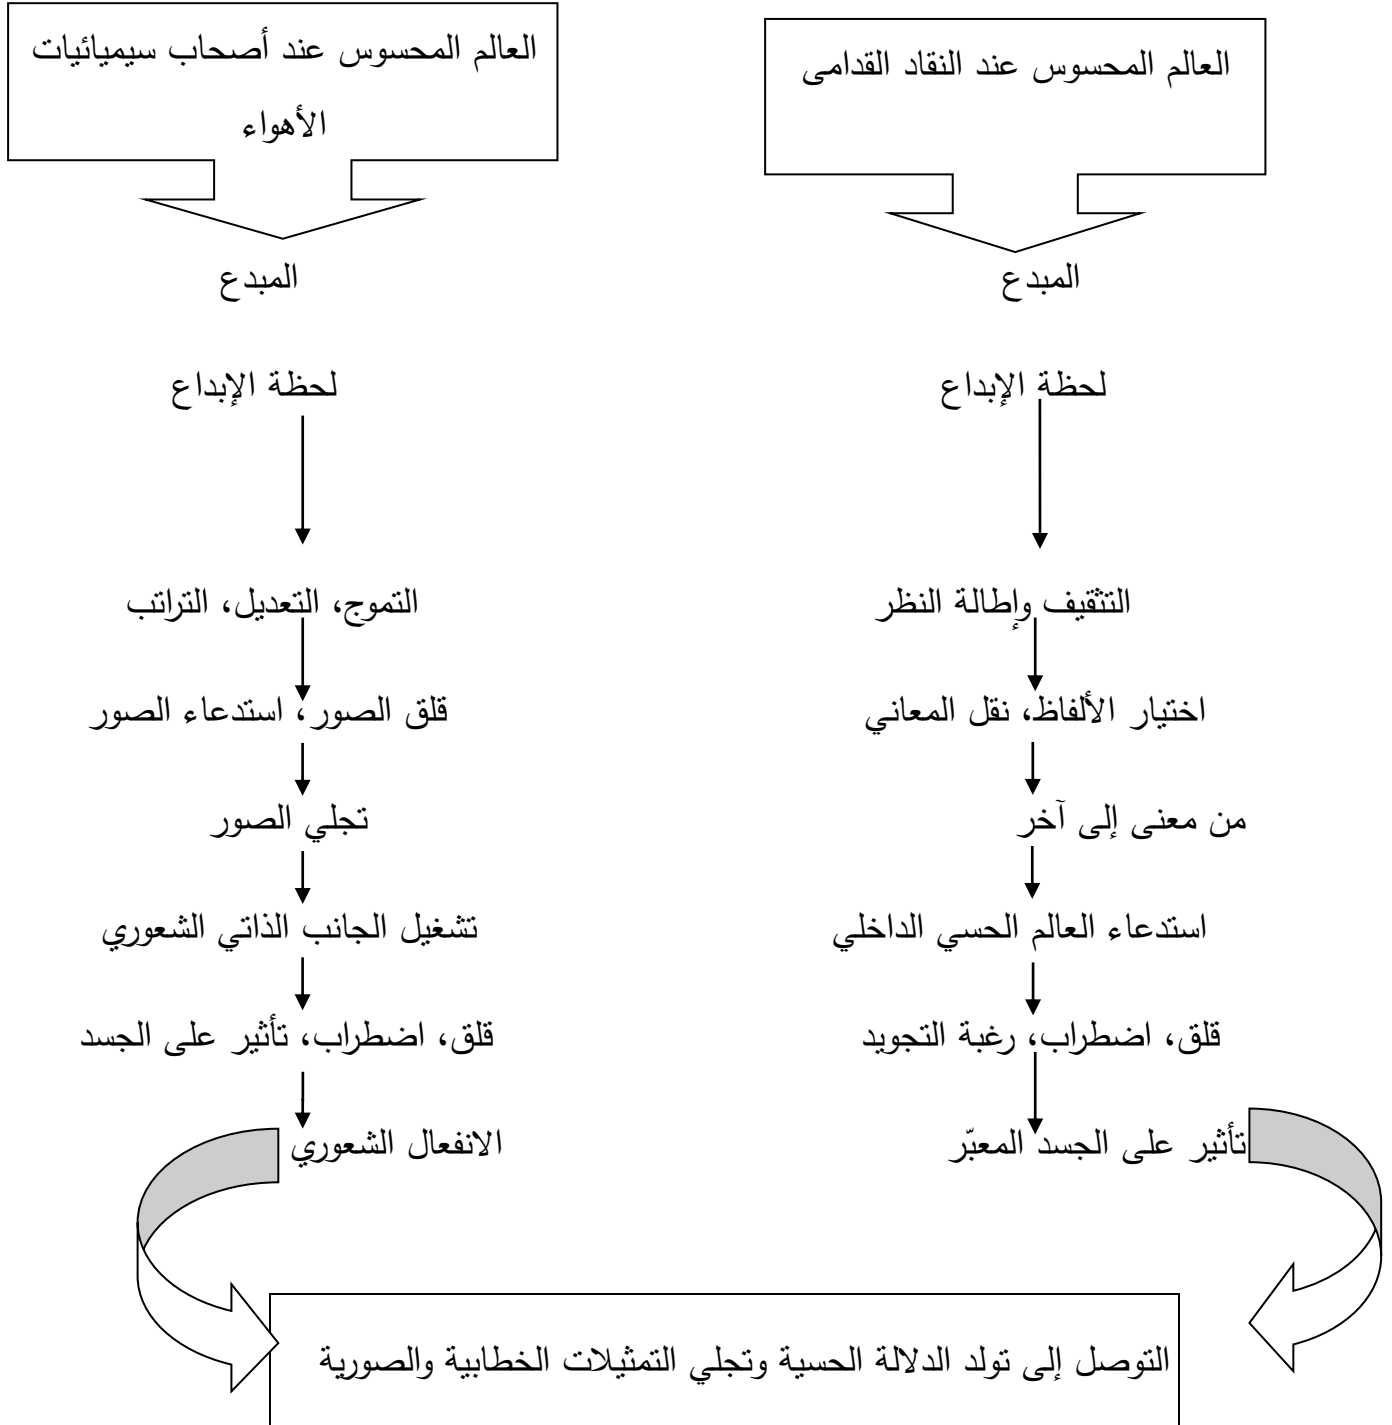 العالم المحسوس عند النقاد القدامى
المبدع
لحظة الإبداع
التثقيف وإطالة النظر
اختيار الألفاظ، نقل المعاني
من معنى إلى آخر
استدعاء العالم الحسي الداخلي
قلق، اضطراب، رغبة التجويد
تأثير على الجسد المعبّر
العالم المحسوس عند أصحاب سيميائيات
الأهواء
المبدع
لحظة الإبداع
التموج، التعديل، التراتب
قلق الصور، استدعاء الصور
تجلي الصور
تشغيل الجانب الذاتي الشعوري
قلق، اضطراب، تأثير على الجسد
الانفعال الشعوري
التوصل إلى تولد الدلالة الحسية وتجلي التمثيلات الخطابية والصورية